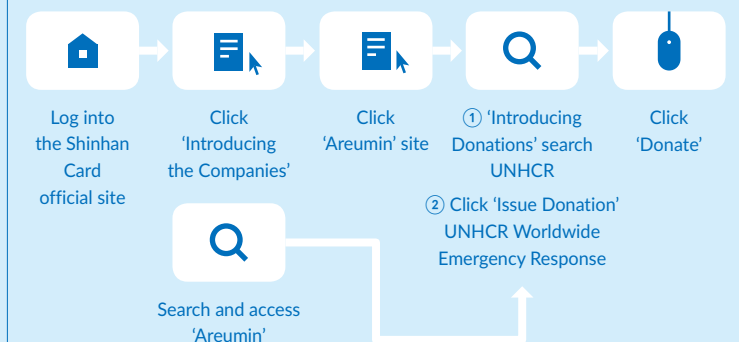 Log into
the Shinhan
Card
official site
Click
‘Introducing
the Companies’
Click
‘Areumin’ site
① ‘Introducing
Donations’ search
UNHCR
② Click ‘Issue Donation’
UNHCR Worldwide
Emergency Response
Click
‘Donate’
Search and access
‘Areumin’